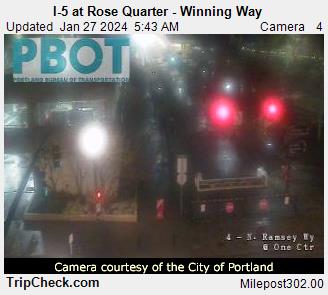 I-5 at Rose Quarter - Winning Way
Updated Jan 27 2024 5:43 AM Camera 4
PBOT
PORTLAND BUREAU OF TRANSPORTATION
4 - N. Ramsey Wy
@ One Ctr
Camera courtesy of the City of Portland
TripCheck.com Milepost302.00